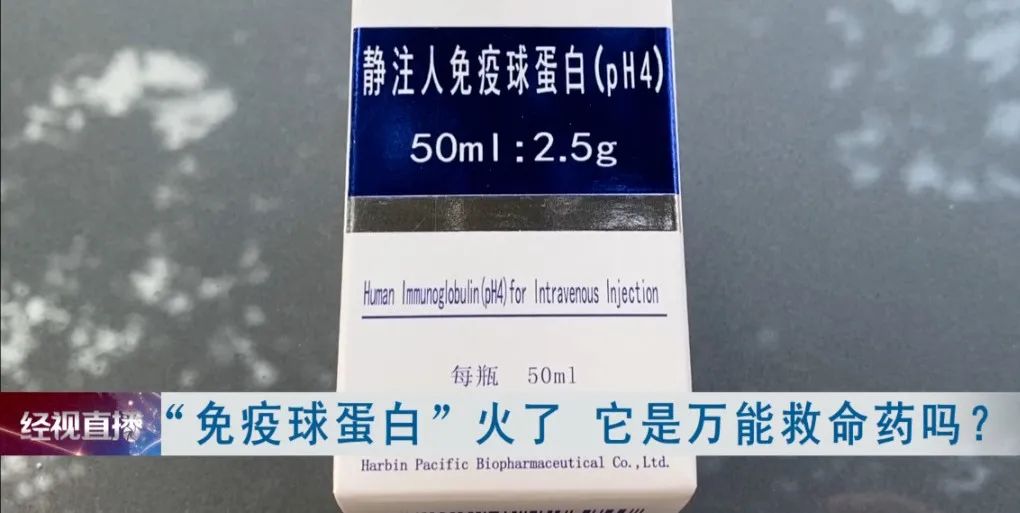 静注人免疫球蛋白(pH4)
50ml:2.5g
Human Immunoglobulin(pH4)for Intravenous Injection
每瓶 50ml
经视直播
“免疫球蛋白”火了 它是万能救命药吗？
Harbin Pacific Biopharmaceutical Co.,Ltd.